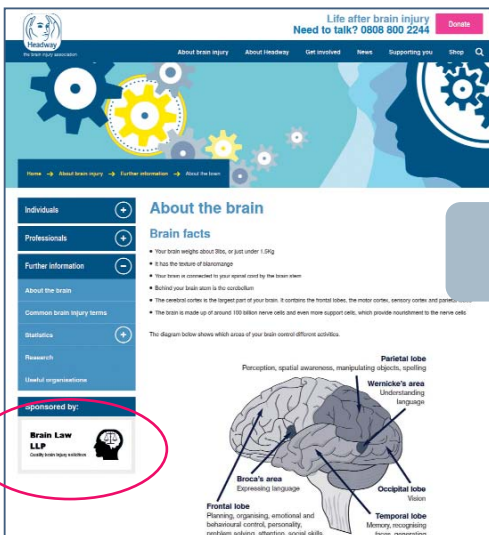 Life after brain injury
Need to talk? 0808 800 2244
Donate
Headway
the brain injury association
About brain injury
About Headway
Get involved
News
Supporting you
Shop
Home → About brain injury → Further information → About the brain
Individuals
Professionals
Further information
About the brain
Common brain injury terms
Statistics
Research
Useful organisations
Sponsored by:
Brain Law
LLP
Quality brain injury solicitors
About the brain
Brain facts
• Your brain weighs about 3lbs, or just under 1.5Kg
• It has the texture of blancmange
• Your brain is connected to your spinal cord by the brain stem
• Behind your brain stem is the cerebellum
• The cerebral cortex is the largest part of your brain. It contains the frontal lobes, the motor cortex, sensory cortex and parietal
• The brain is made up of around 100 billion nerve cells and even more support cells, which provide nourishment to the nerve cells
The diagram below shows which areas of your brain control different activities.
Parietal lobe
Perception, spatial awareness, manipulating objects, spelling
Wernicke's area
Understanding
language
Broca's area
Expressing language
Occipital lobe
Vision
Frontal lobe
Planning, organising, emotional and
behavioural control, personality,
problem solving, attention, social skills
Temporal lobe
Memory, recognising
faces, generating